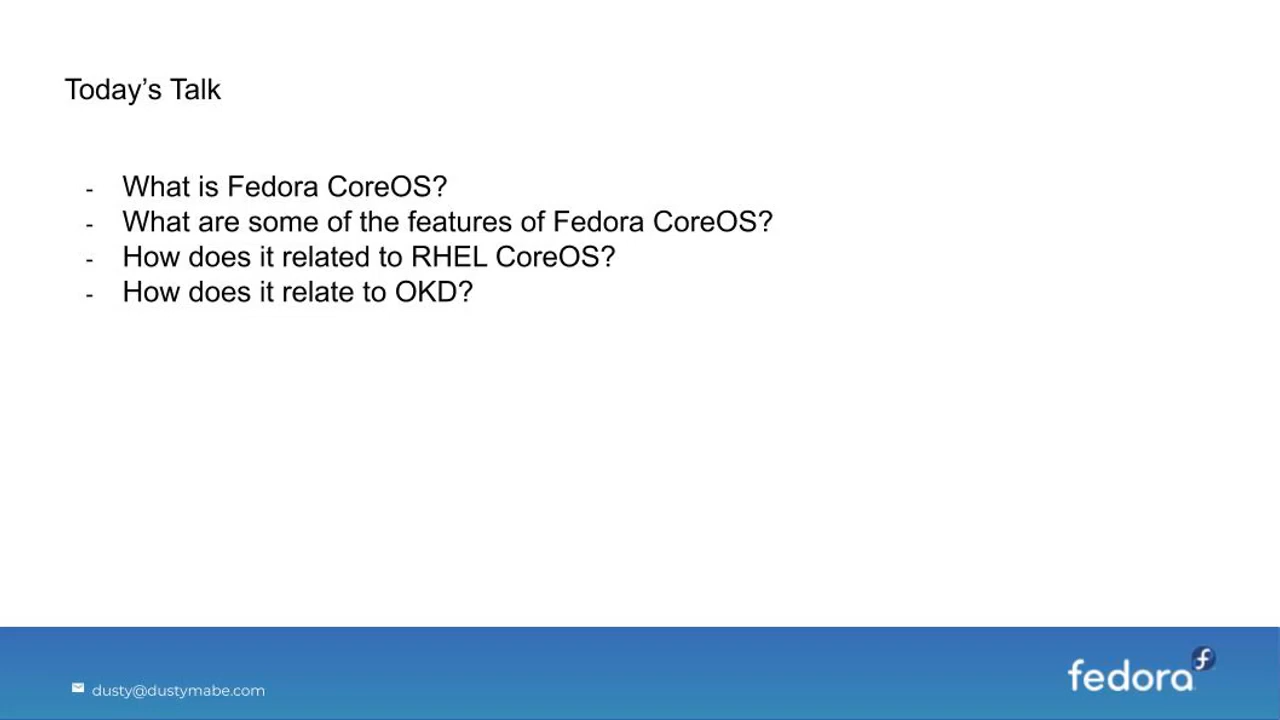 Today’s Talk
- What is Fedora CoreOS?
- What are some of the features of Fedora CoreOS?
- How does it related to RHEL CoreOS?
- How does it relate to OKD?
dusty@dustymabe.com
fedora